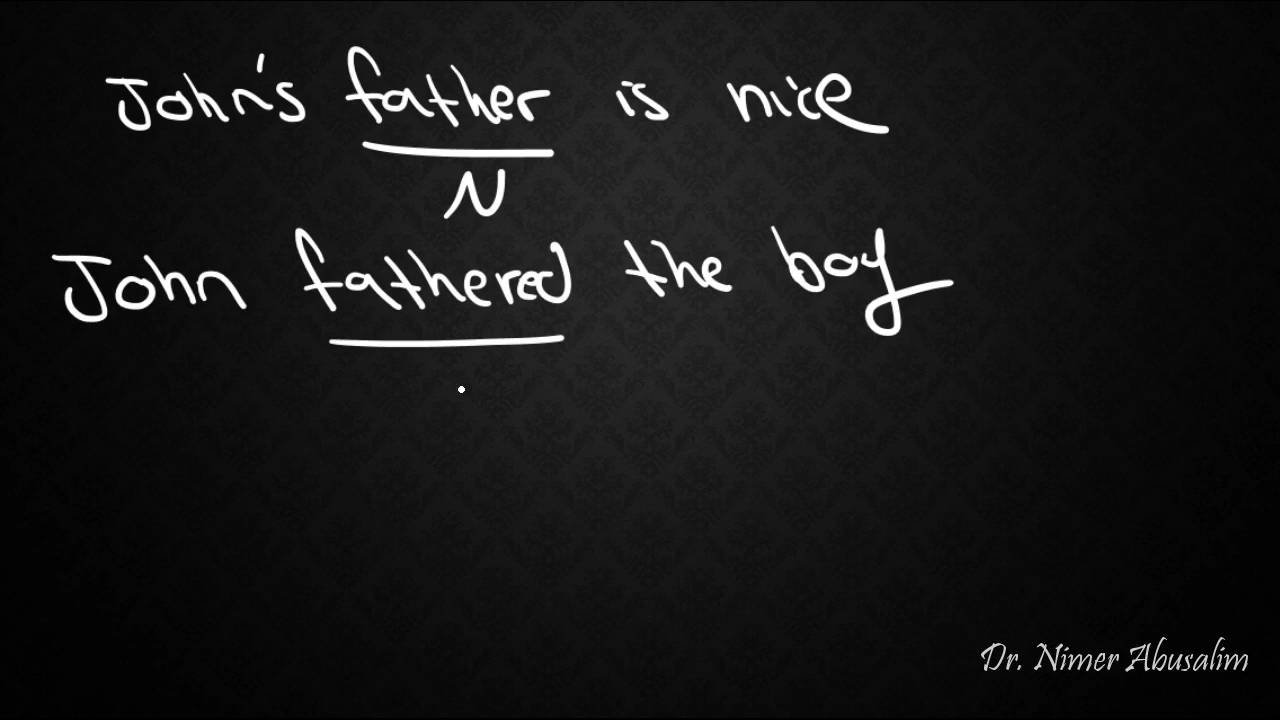 John's father is nice
N
John fathered the boy
Dr. Nimer Abusalim